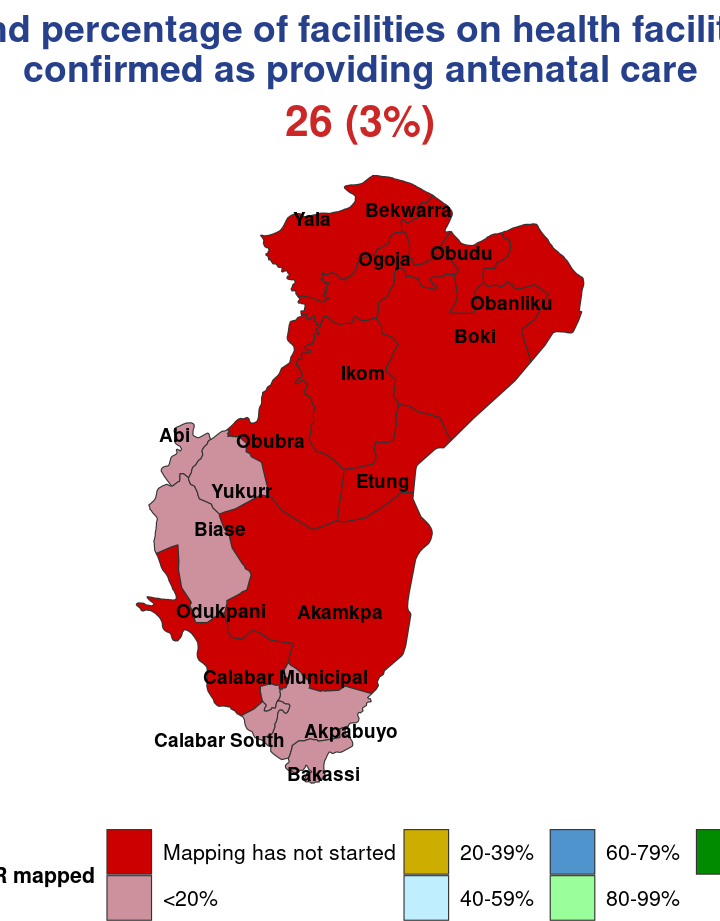 percentage of facilities on health
confirmed as providing antenatal care
26 (3%)
Yala
Bekwarra
Ogoja
Obudu
Obanliku
Boki
Ikom
Abi
Obubra
Yukurr
Etung
Biase
Odukpani
Akamkpa
Calabar Municipal
Calabar South
Akpabuyo
Bakassi
Mapping has not started 20-39% 60-79%
R mapped
<20% 40-59% 80-99%